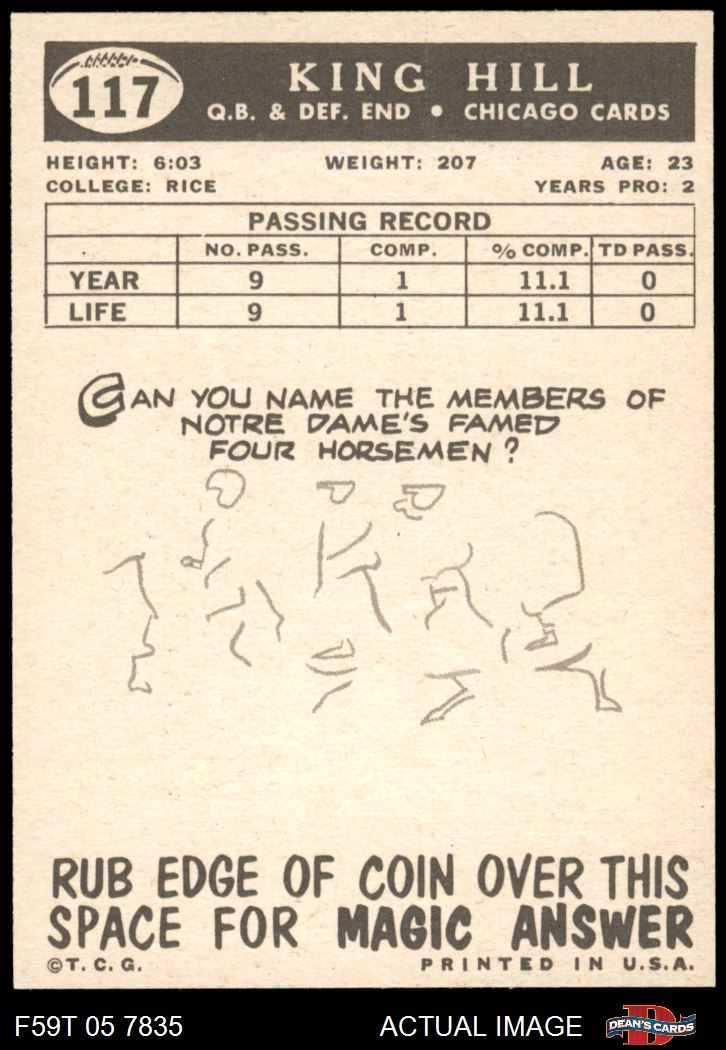 117
KING HILL
Q.B. & DEF. END • CHICAGO CARDS
HEIGHT: 6:03 WEIGHT: 207 AGE: 23
COLLEGE: RICE YEARS PRO: 2
PASSING RECORD
NO. PASS. COMP. % COMP. TD PASS.
YEAR 9 1 11.1 0
LIFE 9 1 11.1 0
CAN YOU NAME THE MEMBERS OF
NOTRE DAME'S FAMED
FOUR HORSEMEN?
RUB EDGE OF COIN OVER THIS
SPACE FOR MAGIC ANSWER
©T.C.G. PRINTED IN U.S.A.
F59T 05 7835 ACTUAL IMAGE DEAN'S CARDS